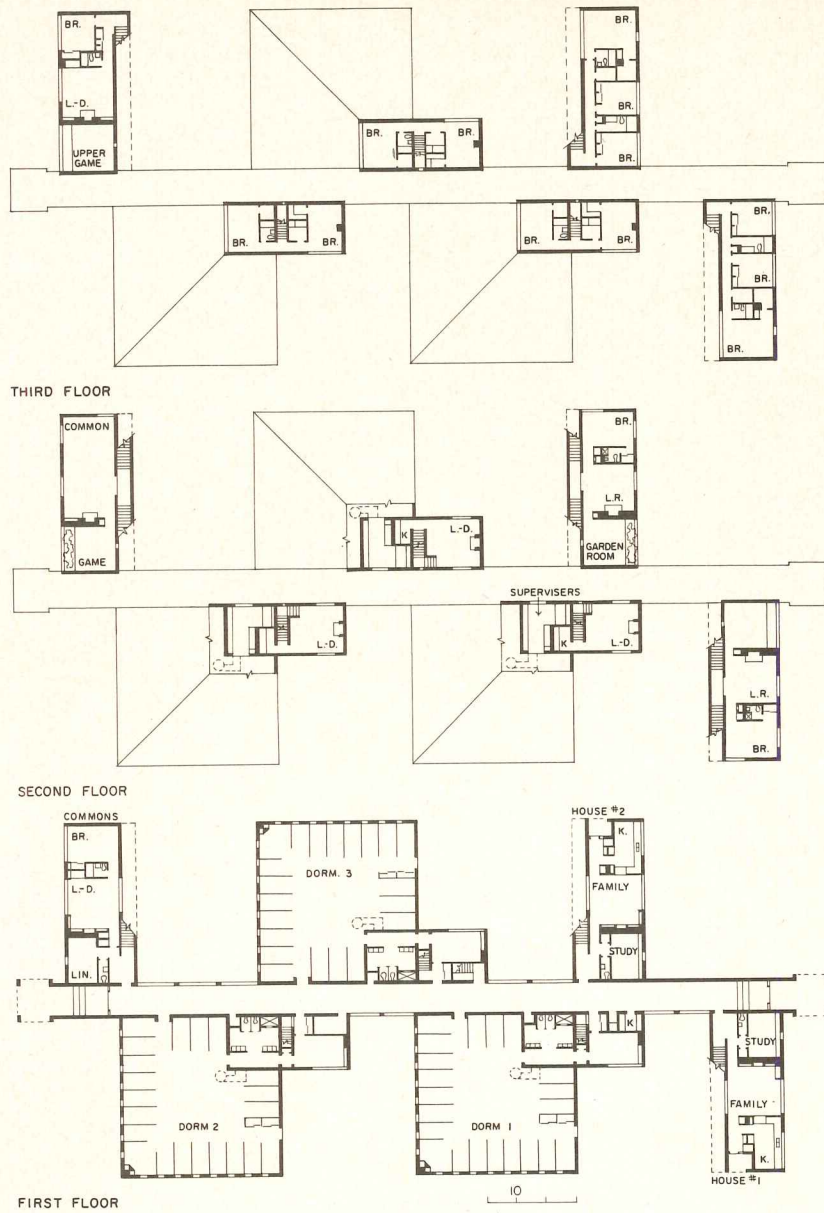 BR.
L.-D.
UPPER
GAME
BR.
BR.
BR.
BR.
BR.
BR.
BR.
BR.
BR.
BR.
BR.
BR.
THIRD FLOOR
COMMON
GAME
K
L.-D.
BR.
L.R.
GARDEN
ROOM
SUPERVISERS
L.-D.
K
L.-D.
L.R.
BR.
SECOND FLOOR
COMMONS
BR.
L.-D.
LIN.
DORM. 3
HOUSE #2
K.
FAMILY
STUDY
DORM 2
DORM 1
K
STUDY
FAMILY
K.
HOUSE #1
FIRST FLOOR
10